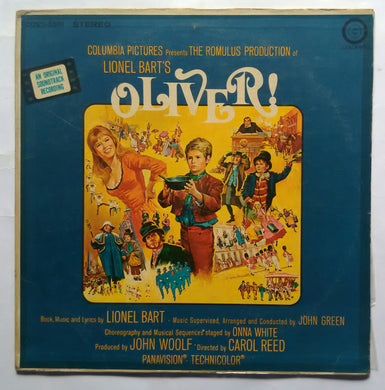 STEREO
COLUMBIA PICTURES Presents THE ROMULUS PRODUCTION of
LIONEL BART'S
OLIVER!
AN ORIGINAL
SOUNDTRACK
RECORDING
Book, Music and Lyrics by LIONEL BART - Music Supervised, Arranged and Conducted by JOHN GREEN
Choreography and Musical Sequences staged by ONNA WHITE
Produced by JOHN WOOLF Directed by CAROL REED
PANAVISION® TECHNICOLOR®